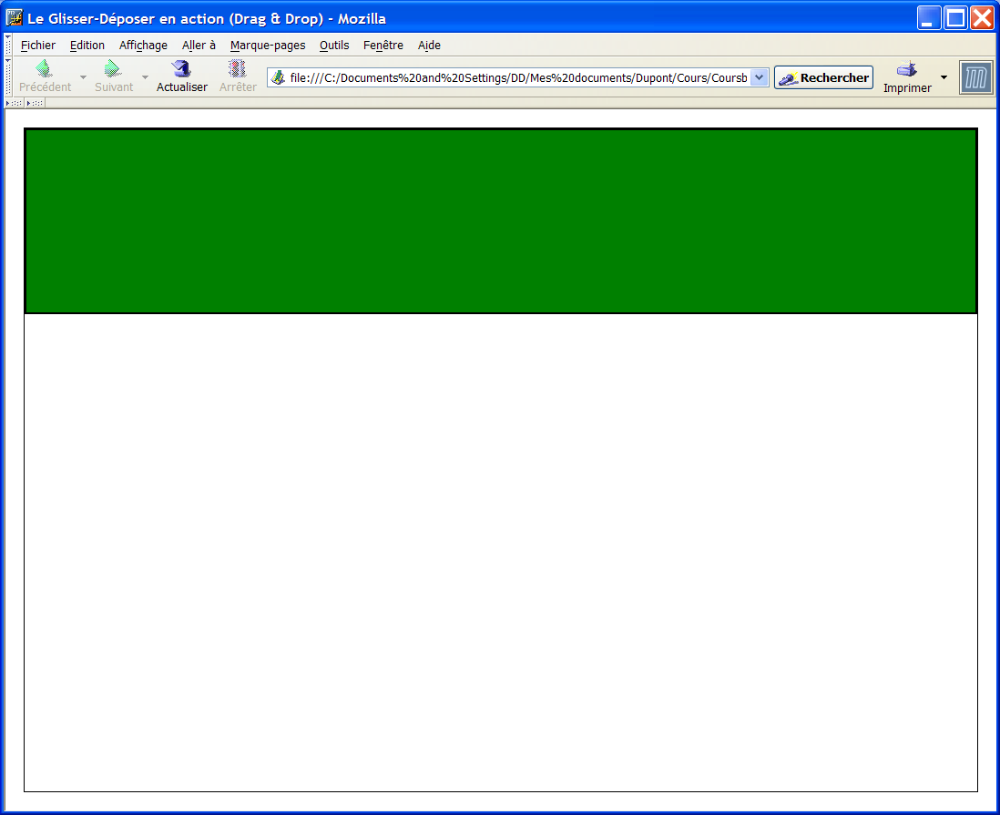 Le Glisser-Déposer en action (Drag & Drop) - Mozilla
Fichier Edition Affichage Aller à Marque-pages Outils Fenêtre Aide
Précédent Suivant Actualiser Arrêter file:///C:/Documents%20and%20Settings/DD/Mes%20documents/Dupont/Cours/Coursb Rechercher Imprimer